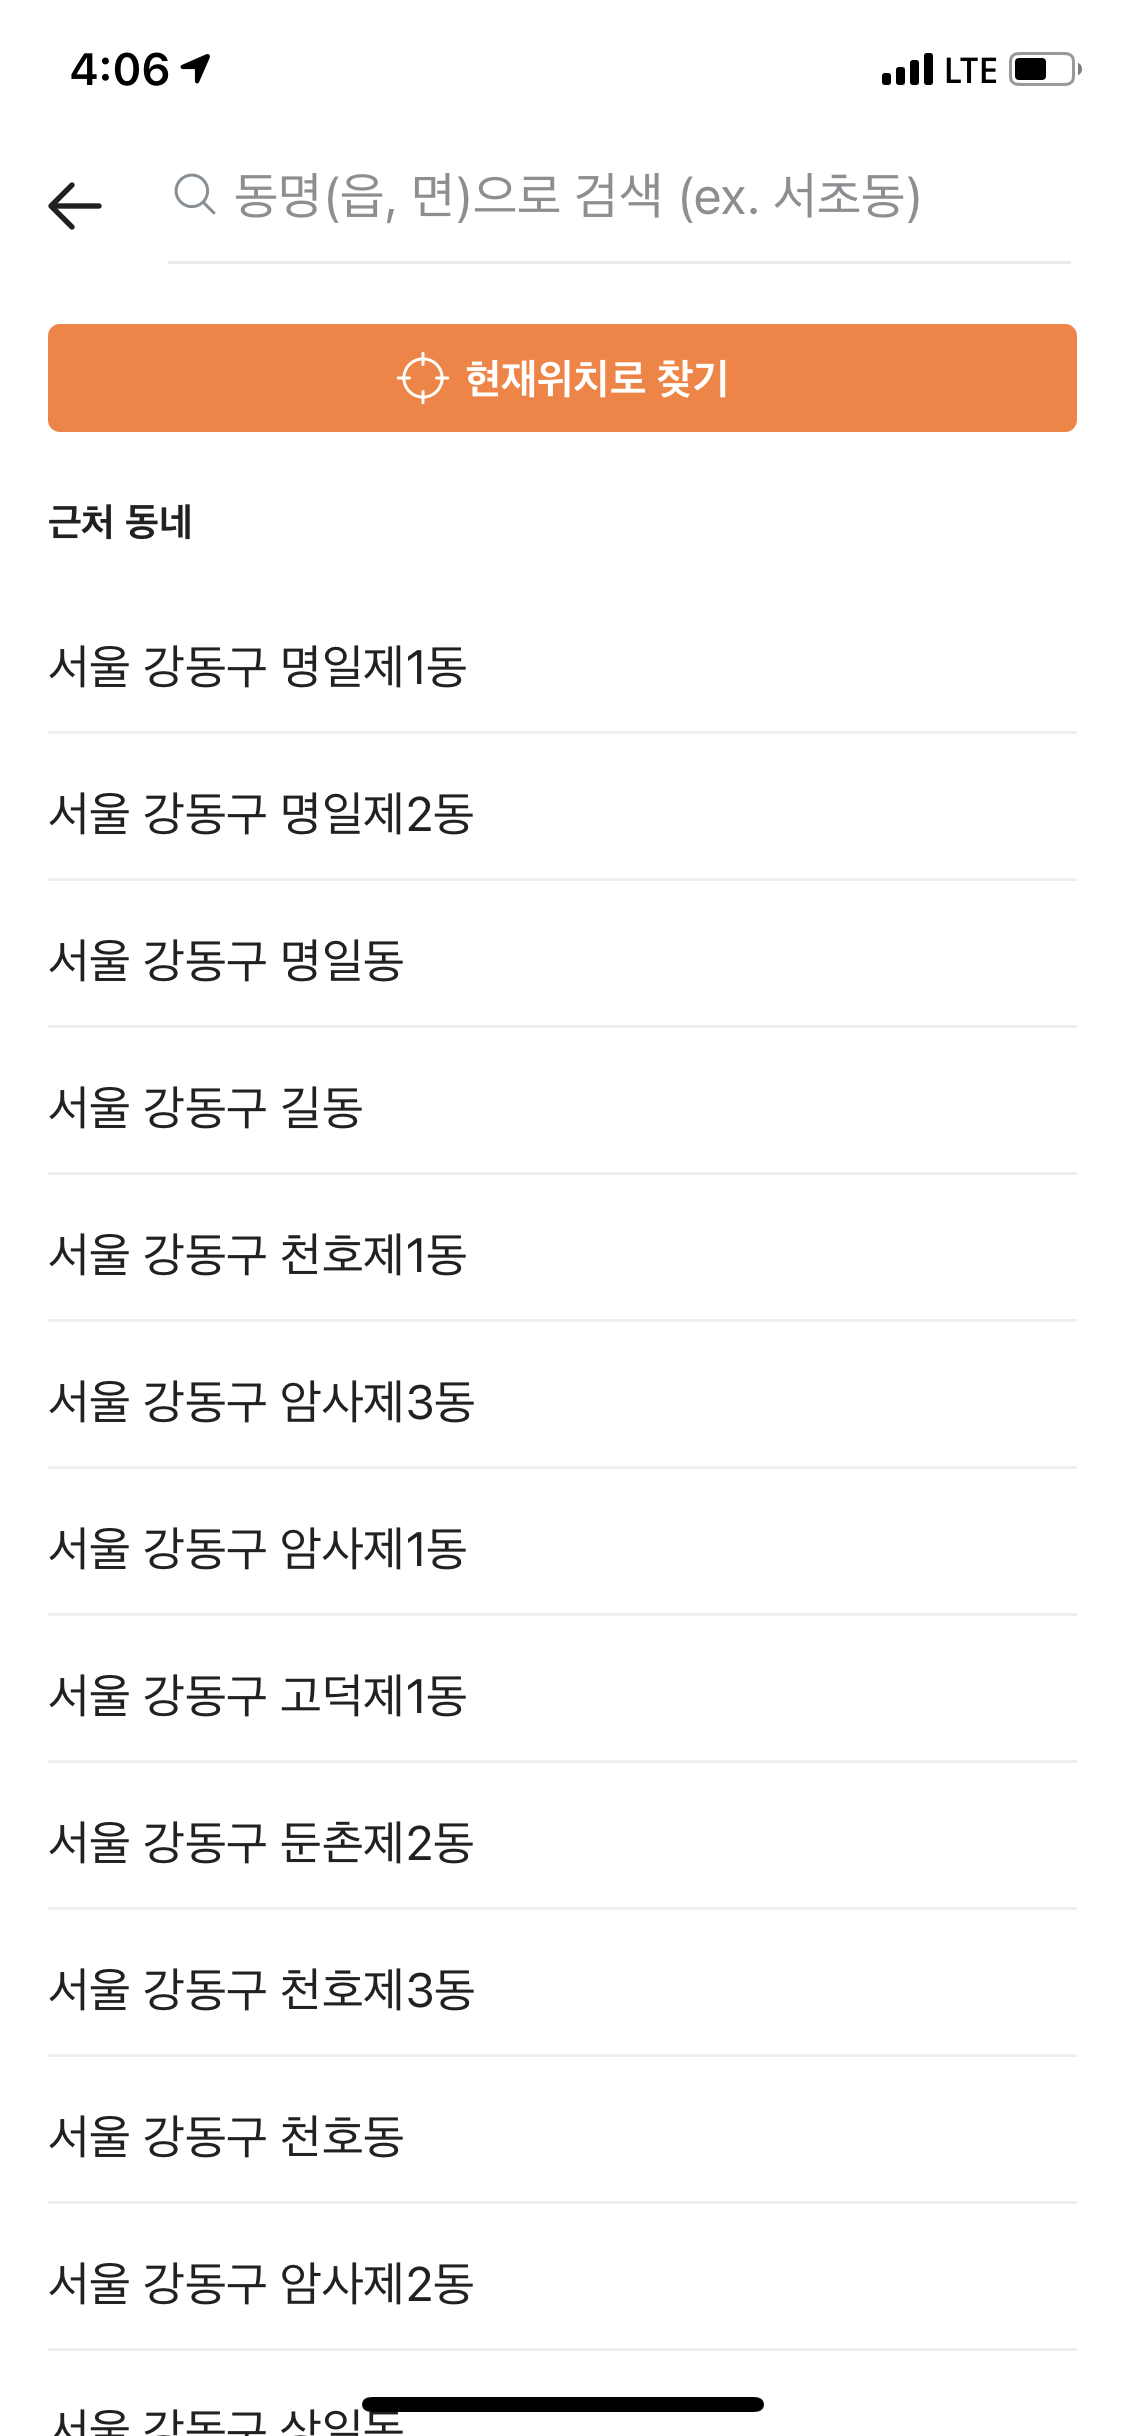 4:06
LTE
동명(읍, 면)으로 검색 (ex. 서초동)
현재위치로 찾기
근처 동네
서울 강동구 명일제1동
서울 강동구 명일제2동
서울 강동구 명일동
서울 강동구 길동
서울 강동구 천호제1동
서울 강동구 암사제3동
서울 강동구 암사제1동
서울 강동구 고덕제1동
서울 강동구 둔촌제2동
서울 강동구 천호제3동
서울 강동구 천호동
서울 강동구 암사제2동
서울 강동구 상일동